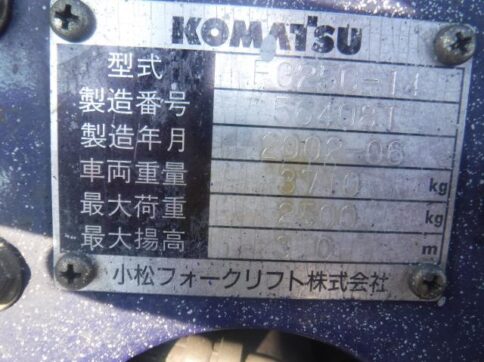 KOMATSU
型式 FG25C-14
製造番号
製造年月 2002-06
車両重量 kg
最大荷重 2500 kg
最大揚高 m
小松フォークリフト株式会社